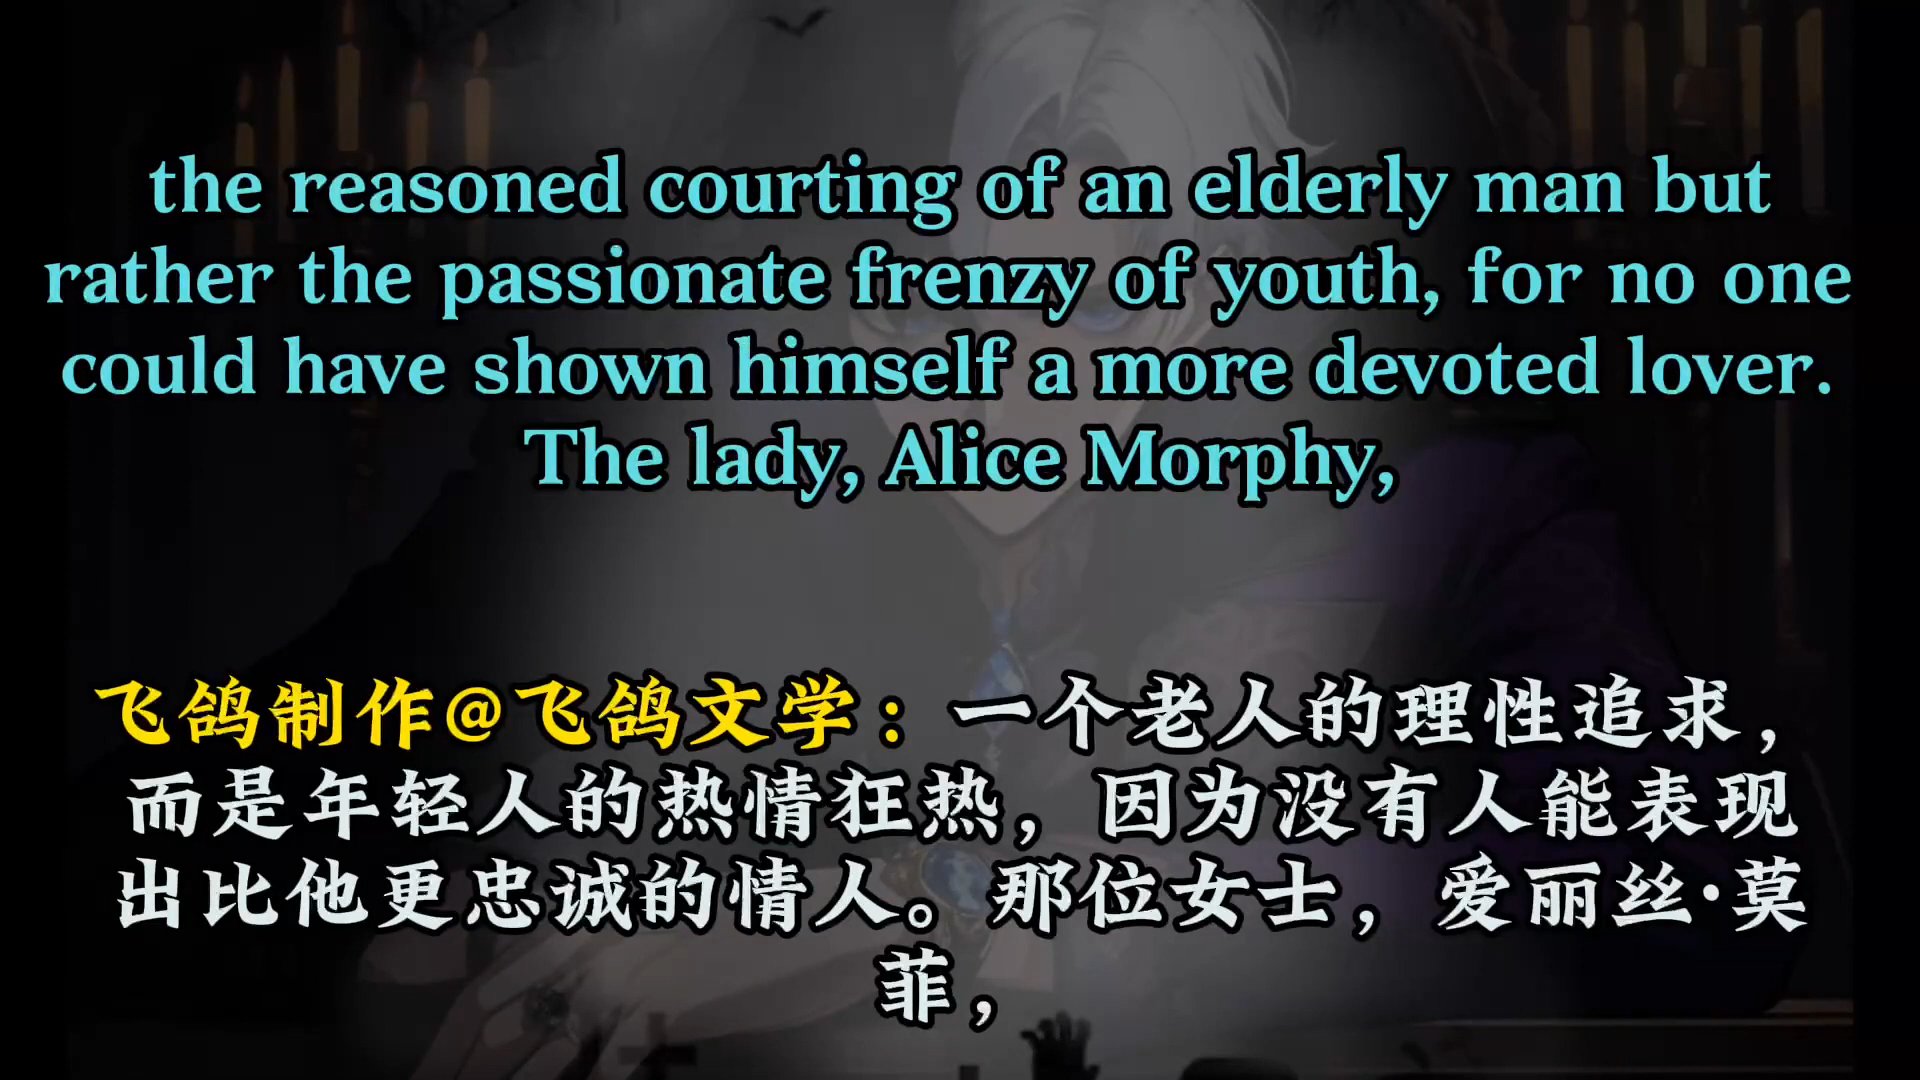 the reasoned courting of an elderly man but
rather the passionate frenzy of youth, for no one
could have shown himself a more devoted lover.
The lady, Alice Morphy,
飞鸽制作@飞鸽文学：一个老人的理性追求，
而是年轻人的热情狂热，因为没有人能表现
出比他更忠诚的情人。那位女士，爱丽丝·莫
菲，